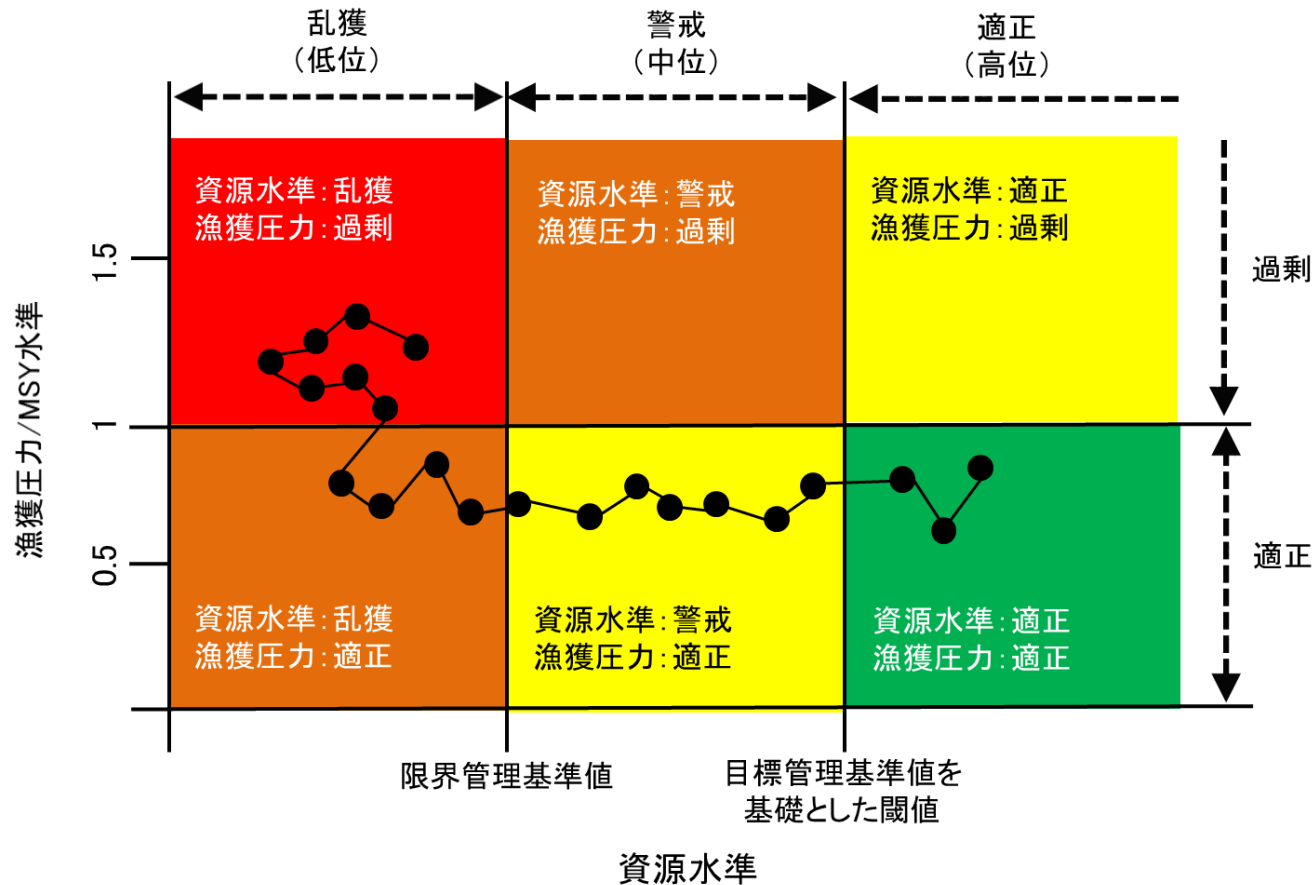 乱獲
（低位）
警戒
（中位）
適正
（高位）
資源水準：乱獲
漁獲圧力：過剰
資源水準：警戒
漁獲圧力：過剰
資源水準：適正
漁獲圧力：過剰
過剰
1.5
漁獲圧力/MSY水準
1
0.5
適正
資源水準：乱獲
漁獲圧力：適正
資源水準：警戒
漁獲圧力：適正
資源水準：適正
漁獲圧力：適正
限界管理基準値
目標管理基準値を
基礎とした閾値
資源水準